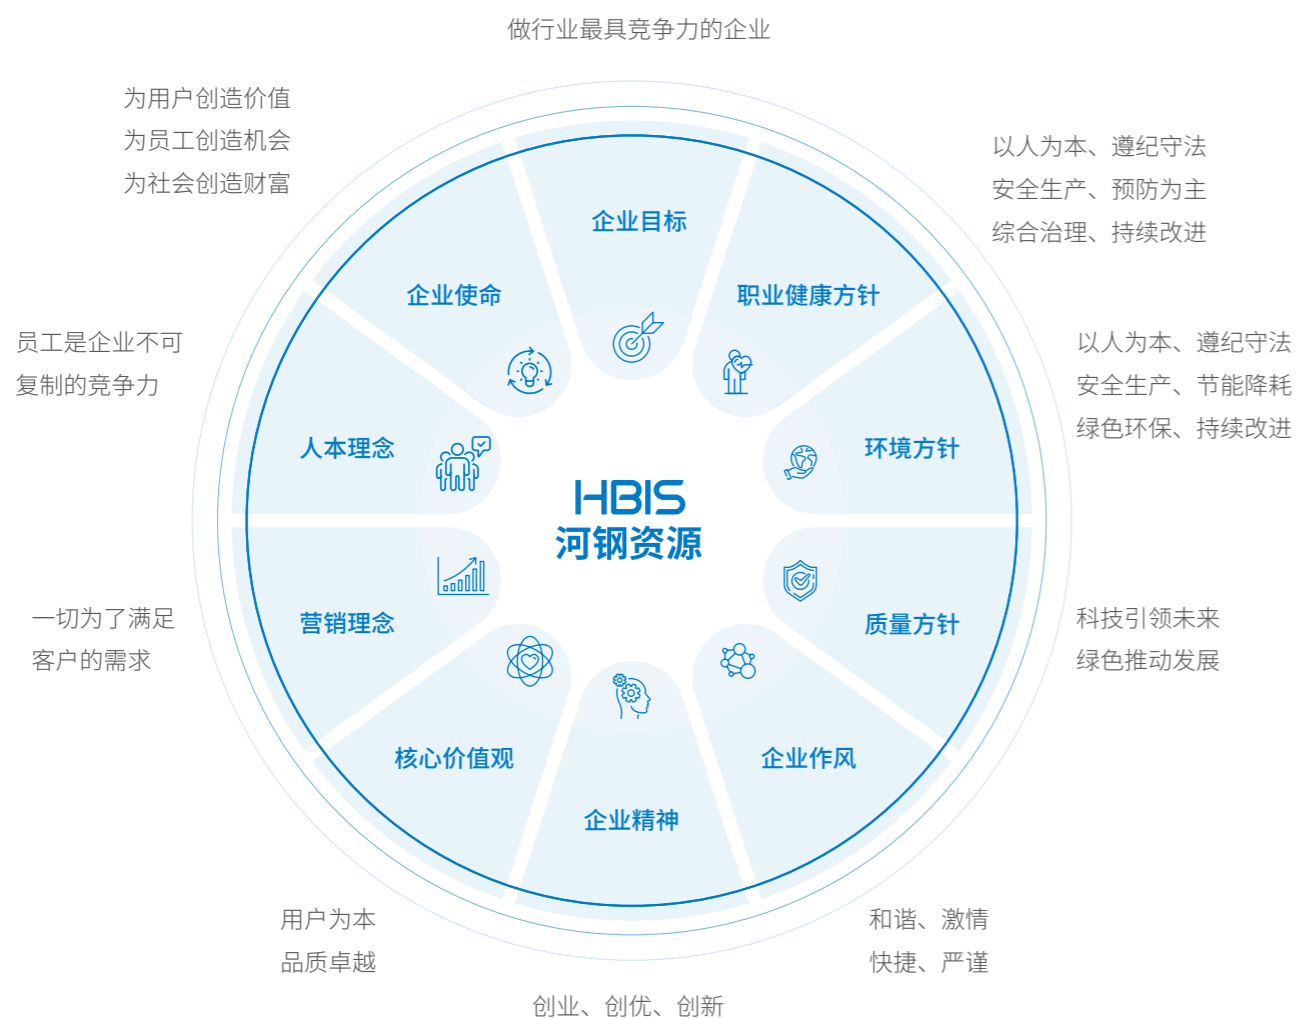 做行业最具竞争力的企业
为用户创造价值
为员工创造机会
为社会创造财富
以人为本、遵纪守法
安全生产、预防为主
综合治理、持续改进
企业目标
企业使命
职业健康方针
员工是企业不可
复制的竞争力
以人为本、遵纪守法
安全生产、节能降耗
绿色环保、持续改进
人本理念
环境方针
HBIS
河钢资源
营销理念
质量方针
一切为了满足
客户的需求
科技引领未来
绿色推动发展
核心价值观
企业作风
企业精神
用户为本
品质卓越
和谐、激情
快捷、严谨
创业、创优、创新